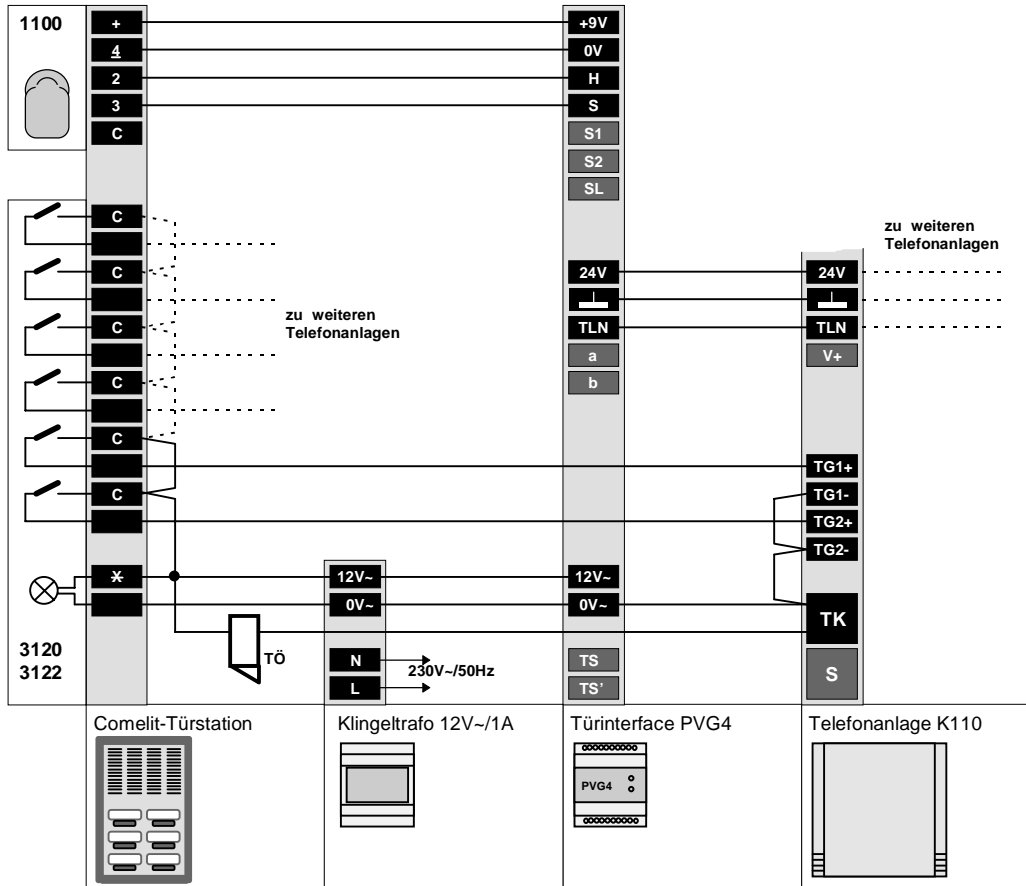 1100
+
4
2
3
C
C
C
C
C
C
C
X
3120
3122
zu weiteren
Telefonanlagen
TÖ
12V~
0V~
N
L
230V~/50Hz
+9V
0V
H
S
S1
S2
SL
24V
TLN
a
b
12V~
0V~
TS
TS’
zu weiteren
Telefonanlagen
24V
TLN
V+
TG1+
TG1-
TG2+
TG2-
TK
S
Comelit-Türstation
Klingeltrafo 12V~/1A
Türinterface PVG4
Telefonanlage K110
PVG4